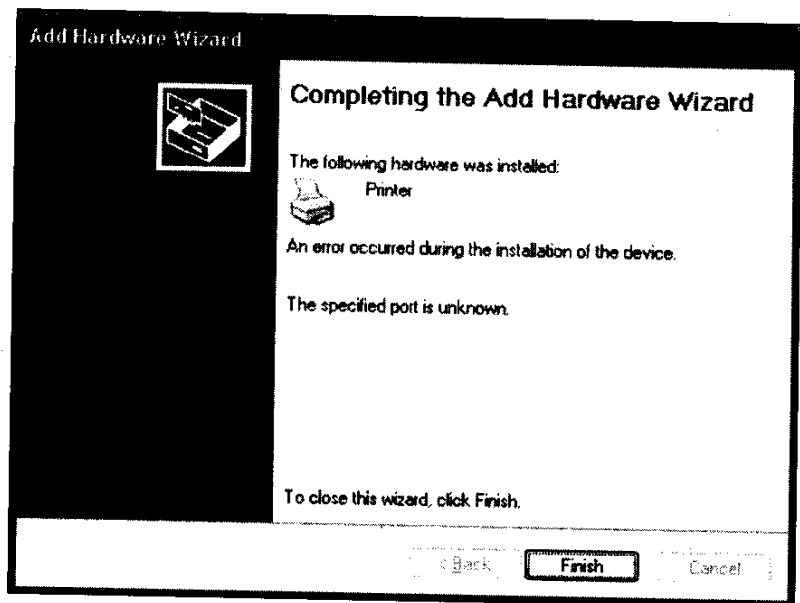 Add Hardware Wizard
Completing the Add Hardware Wizard
The following hardware was installed:
Printer
An error occurred during the installation of the device.
The specified port is unknown.
To close this wizard, click Finish.
< Back
Finish
Cancel